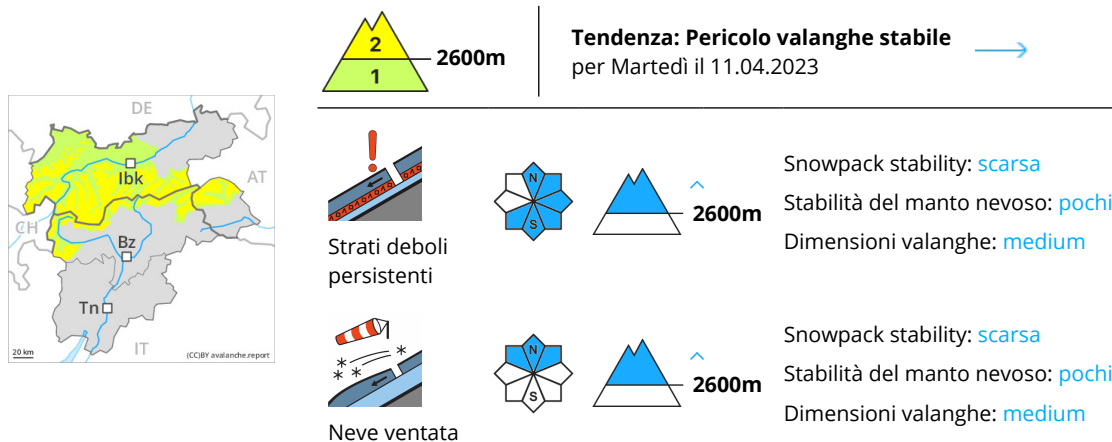 2
1
2600m
Tendenza: Pericolo valanghe stabile
per Martedì il 11.04.2023
DE
Ibk
AT
CH
Bz
Tn
IT
20 km
(CC)BY avalanche.report
Strati deboli
persistenti
N
S
2600m
Snowpack stability: scarsa
Stabilità del manto nevoso: pochi
Dimensioni valanghe: medium
Neve ventata
N
S
2600m
Snowpack stability: scarsa
Stabilità del manto nevoso: pochi
Dimensioni valanghe: medium